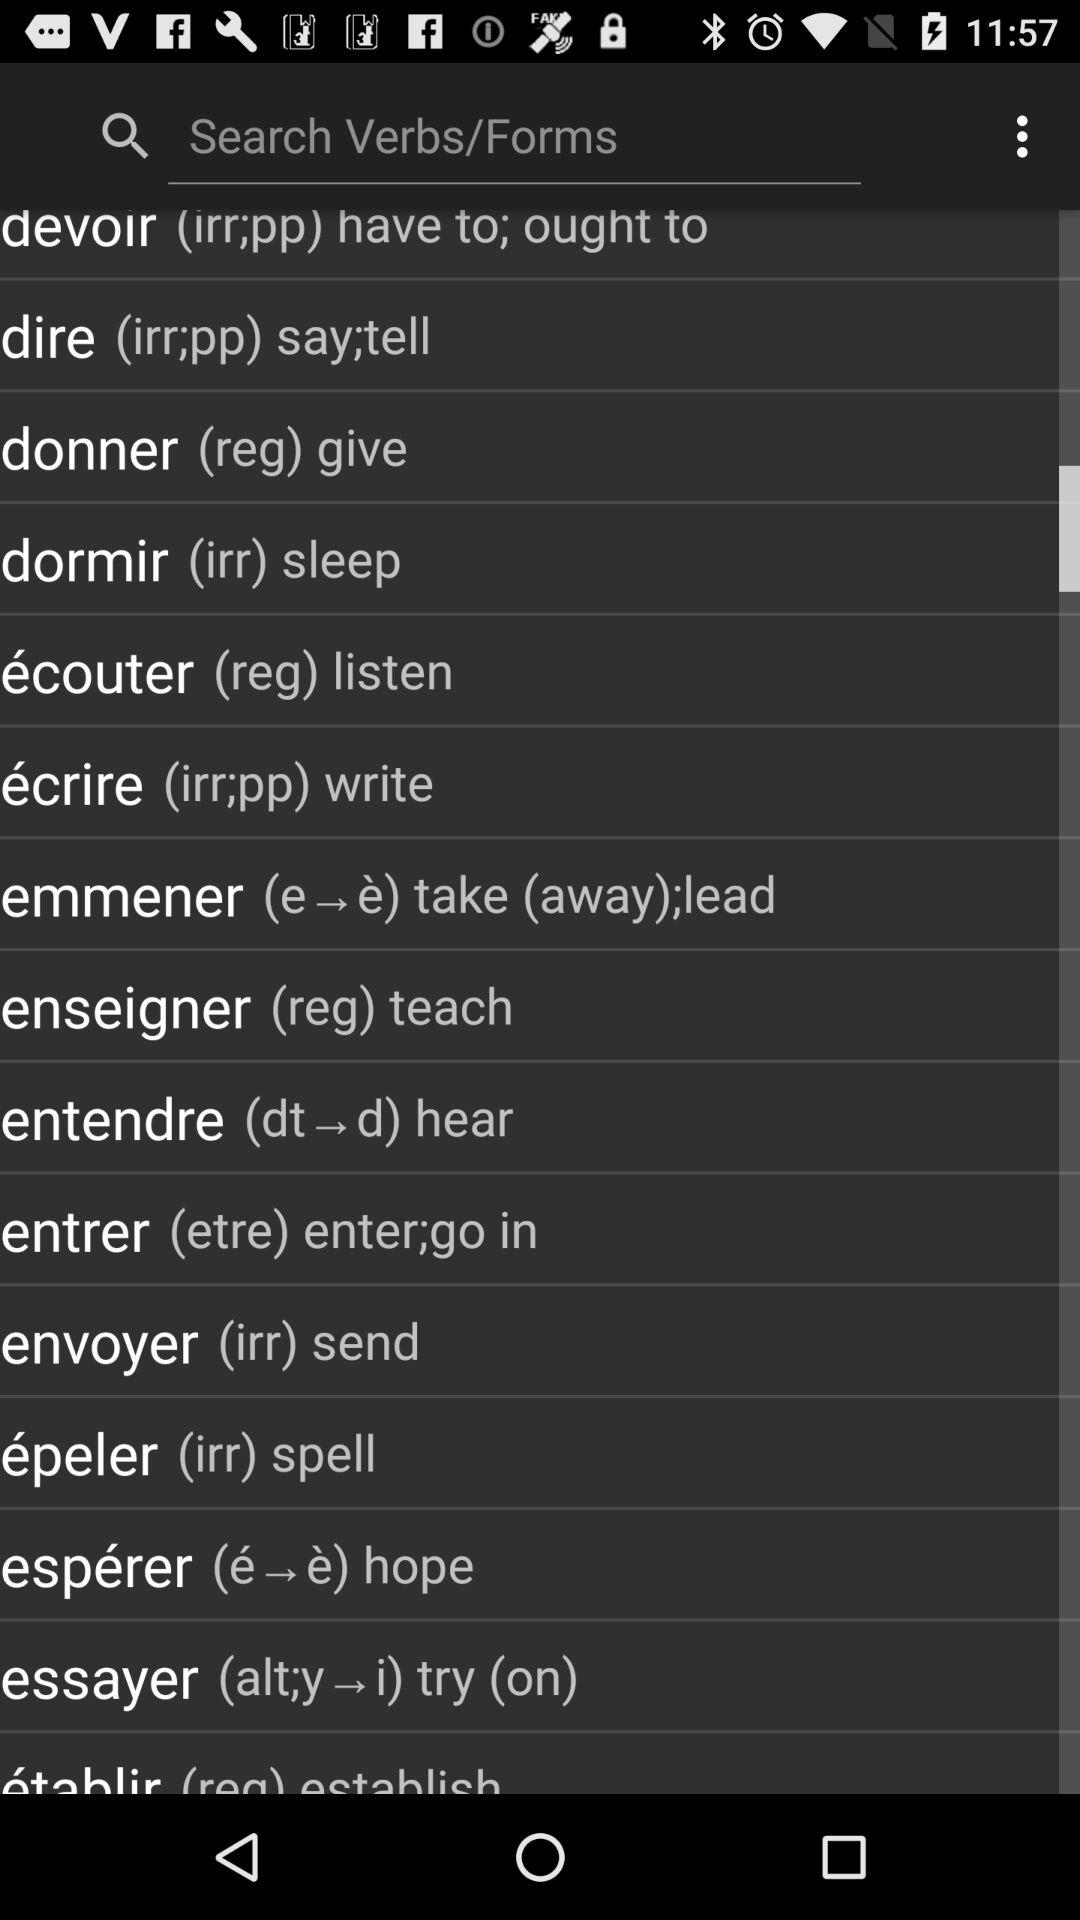 11:57
Search Verbs/Forms
devoir (irr;pp) have to; ought to
dire (irr;pp) say;tell
donner (reg) give
dormir (irr) sleep
écouter (reg) listen
écrire (irr;pp) write
emmener (e→è) take (away);lead
enseigner (reg) teach
entendre (dt→d) hear
entrer (etre) enter;go in
envoyer (irr) send
épeler (irr) spell
espérer (é→è) hope
essayer (alt;y→i) try (on)
établir (reg) establish